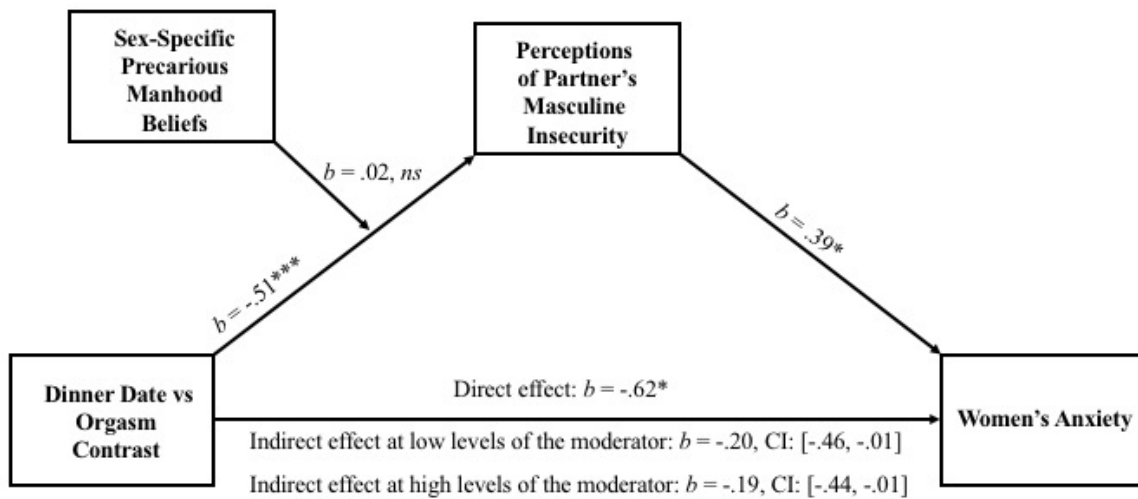 Sex-Specific
Precarious
Manhood
Beliefs
Perceptions
of Partner's
Masculine
Insecurity
b = .02, ns
b = -.51***
b = .39*
Dinner Date vs
Orgasm
Contrast
Direct effect: b = -.62*
Women's Anxiety
Indirect effect at low levels of the moderator: b = -.20, CI: [-.46, -.01]
Indirect effect at high levels of the moderator: b = -.19, CI: [-.44, -.01]